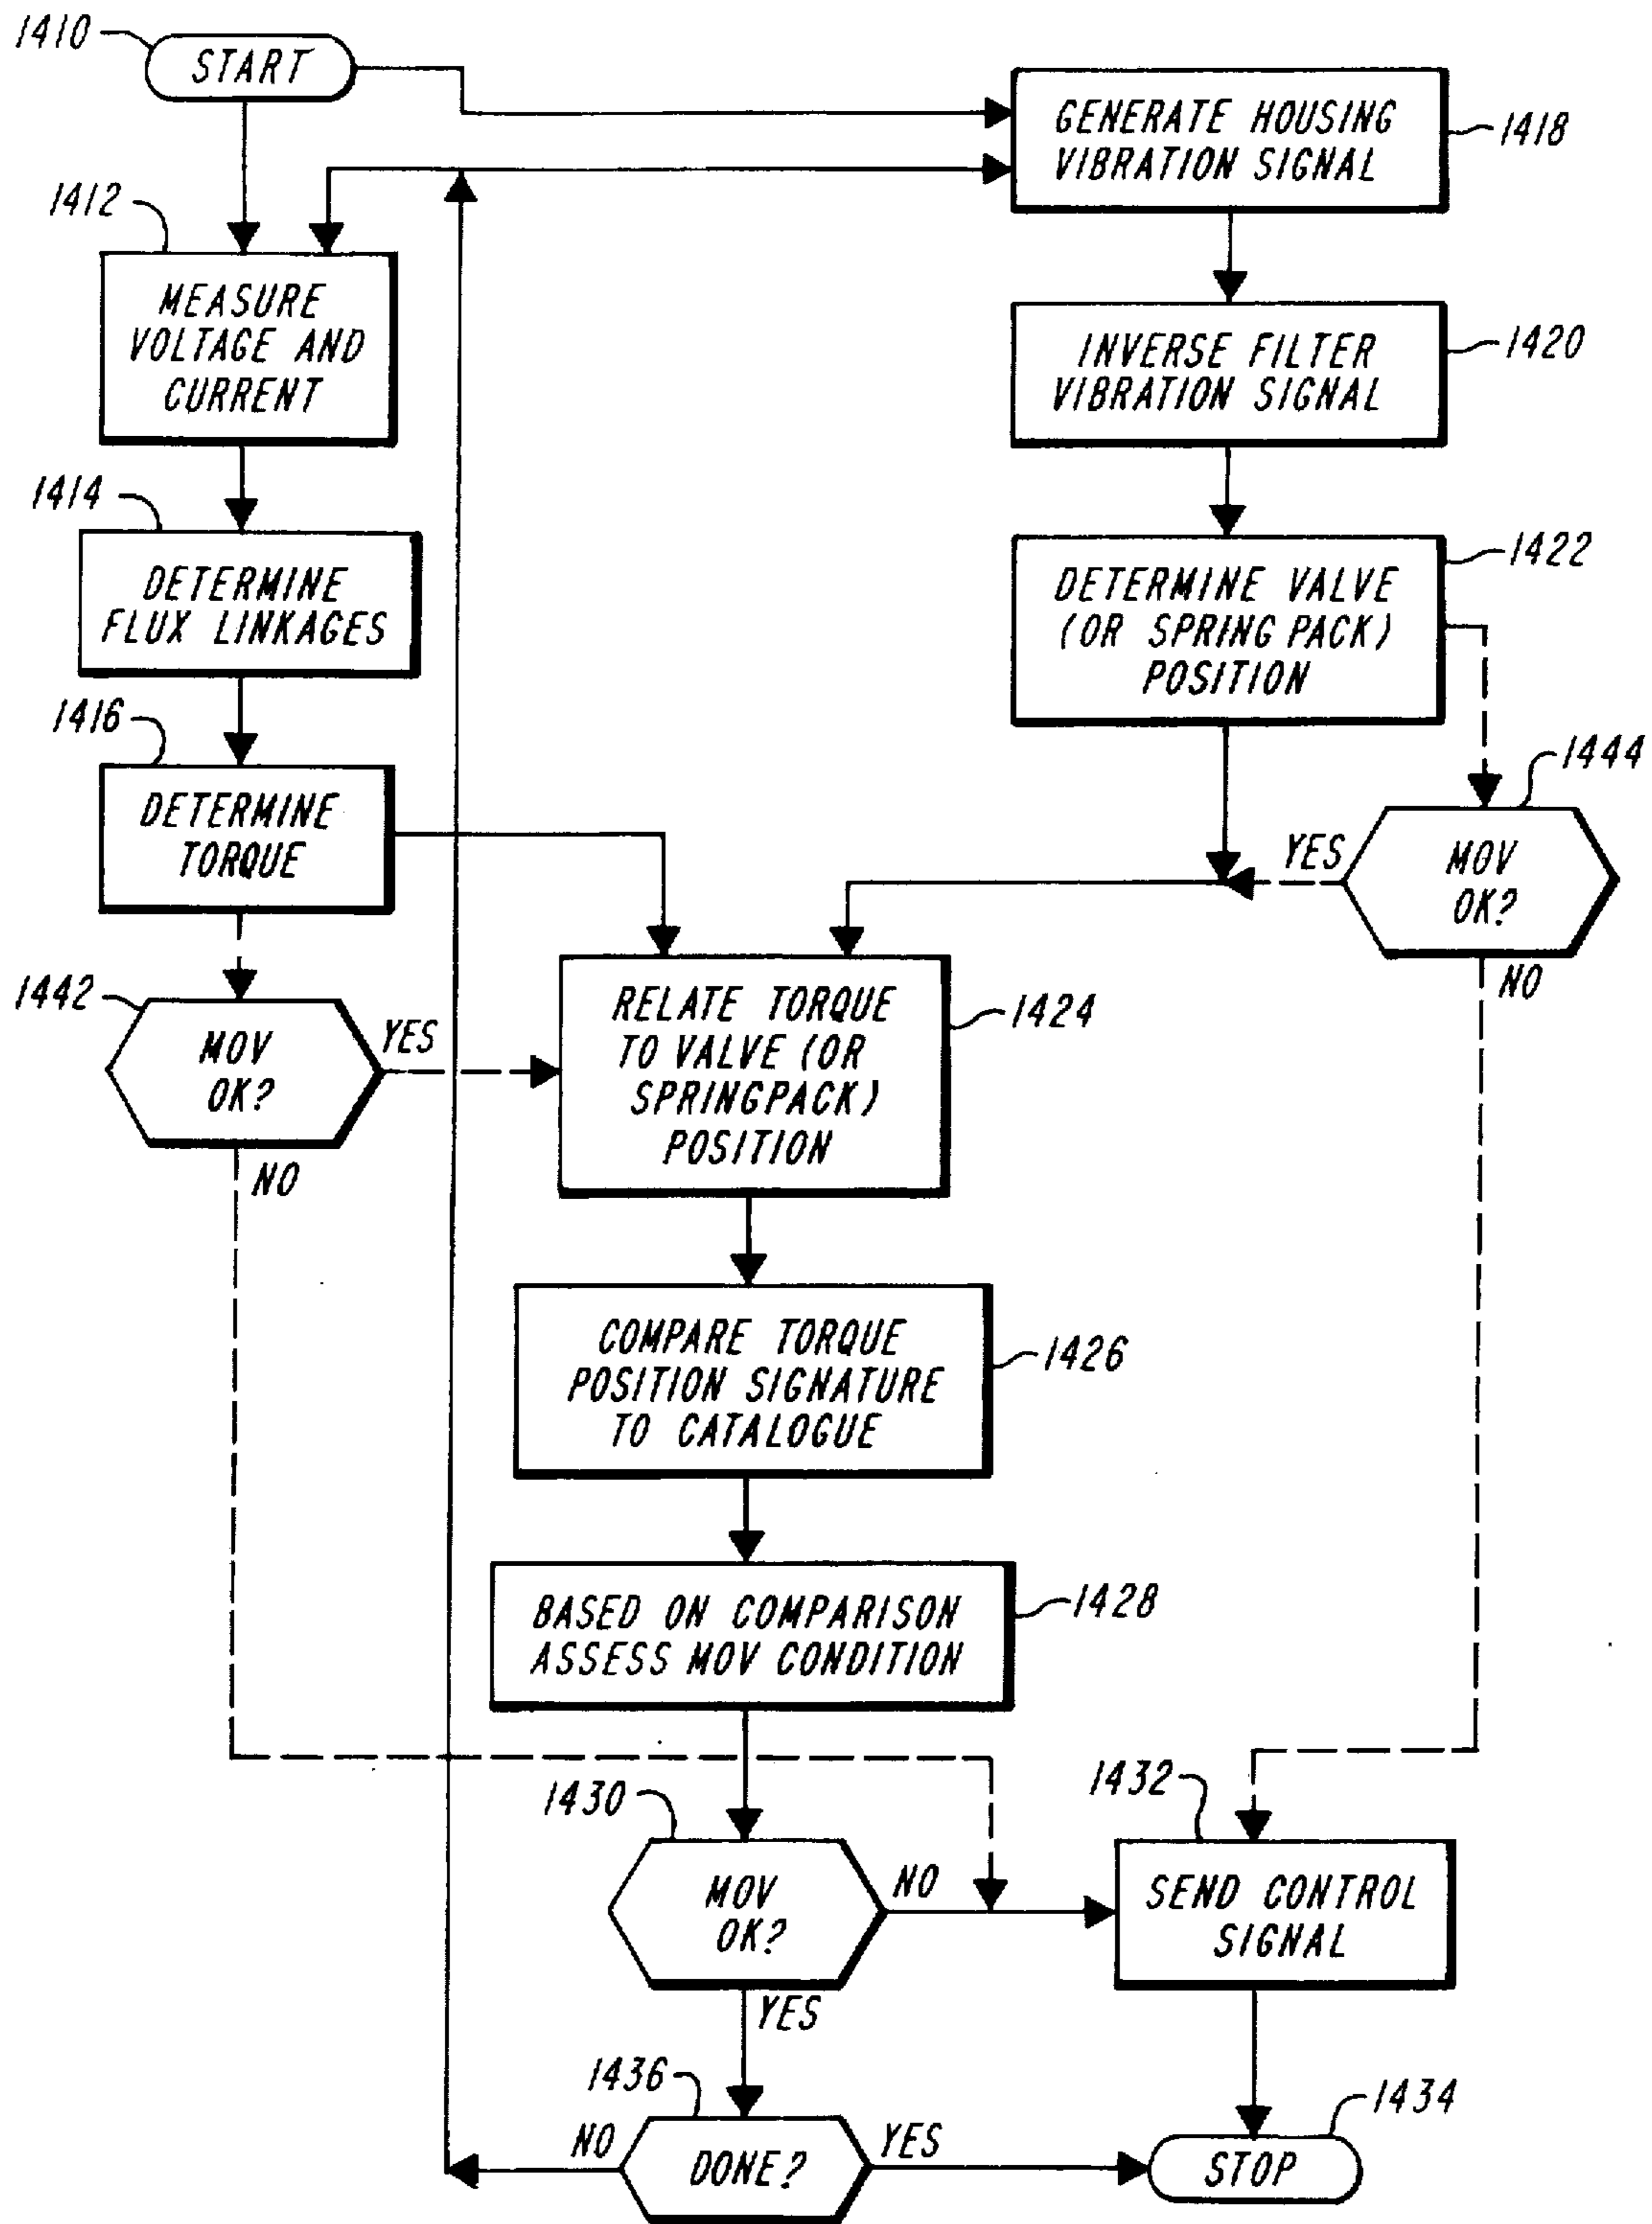 1410
START
GENERATE HOUSING
VIBRATION SIGNAL
1418
1412
MEASURE
VOLTAGE AND
CURRENT
INVERSE FILTER
VIBRATION SIGNAL
1420
1414
DETERMINE
FLUX LINKAGES
DETERMINE VALVE
(OR SPRING PACK)
POSITION
1422
1416
DETERMINE
TORQUE
1444
YES
MOV
OK?
NO
1442
MOV
OK?
YES
NO
RELATE TORQUE
TO VALVE (OR
SPRINGPACK)
POSITION
1424
COMPARE TORQUE
POSITION SIGNATURE
TO CATALOGUE
1426
BASED ON COMPARISON
ASSESS MOV CONDITION
1428
1430
MOV
OK?
NO
YES
1432
SEND CONTROL
SIGNAL
1436
NO
DONE?
YES
1434
STOP